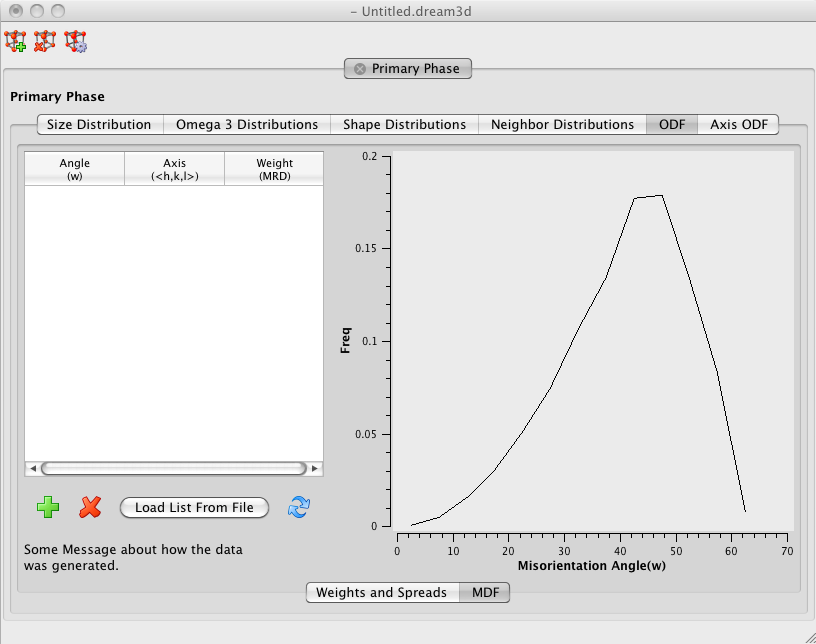 – Untitled.dream3d
Primary Phase
Primary Phase
Size Distribution Omega 3 Distributions Shape Distributions Neighbor Distributions ODF Axis ODF
Angle Axis Weight
(w) (<h,k,l>) (MRD)
0.2
0.15
0.1
0.05
0
Freq
0 10 20 30 40 50 60 70
Misorientation Angle(w)
Load List From File
Some Message about how the data
was generated.
Weights and Spreads MDF